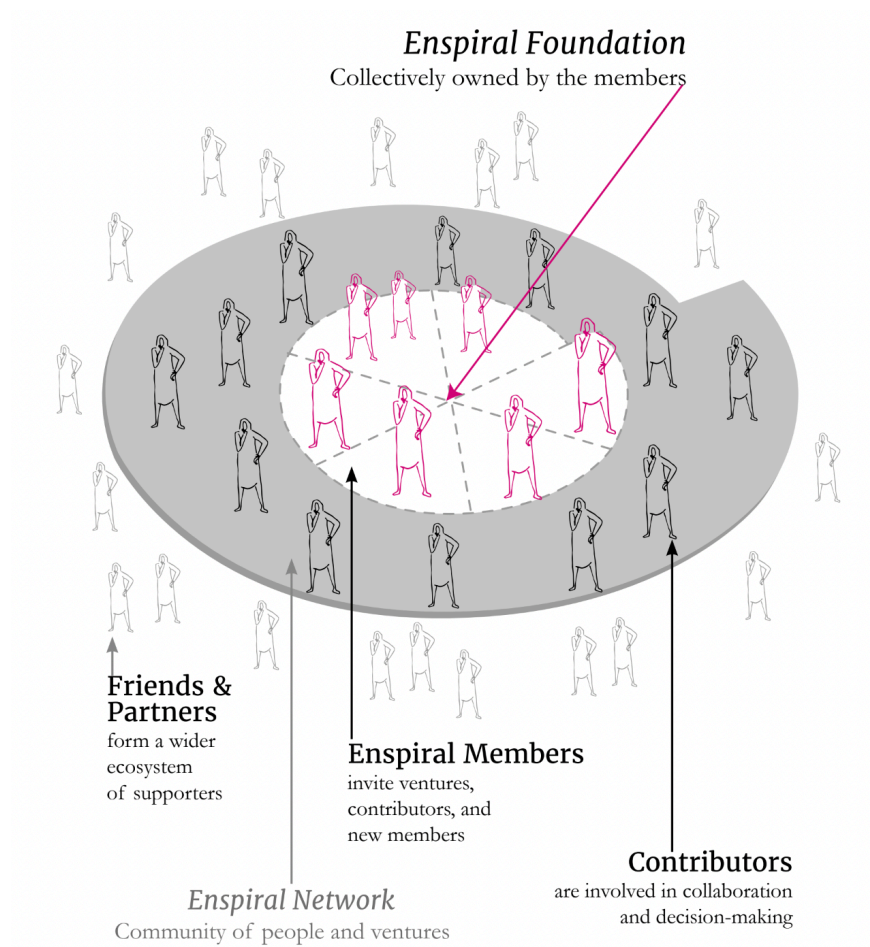 Enspiral Foundation
Collectively owned by the members
Friends &
Partners
form a wider
ecosystem
of supporters
Enspiral Members
invite ventures,
contributors, and
new members
Contributors
are involved in collaboration
and decision-making
Enspiral Network
Community of people and ventures